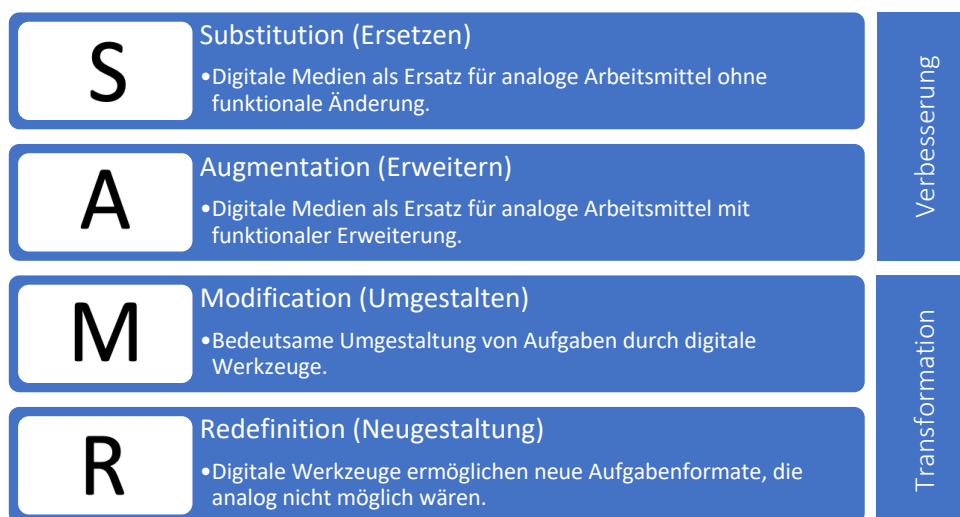 S
Substitution (Ersetzen)
•Digitale Medien als Ersatz für analoge Arbeitsmittel ohne
funktionale Änderung.
A
Augmentation (Erweitern)
•Digitale Medien als Ersatz für analoge Arbeitsmittel mit
funktionaler Erweiterung.
Verbesserung
M
Modification (Umgestalten)
•Bedeutsame Umgestaltung von Aufgaben durch digitale
Werkzeuge.
R
Redefinition (Neugestaltung)
•Digitale Werkzeuge ermöglichen neue Aufgabenformate, die
analog nicht möglich wären.
Transformation